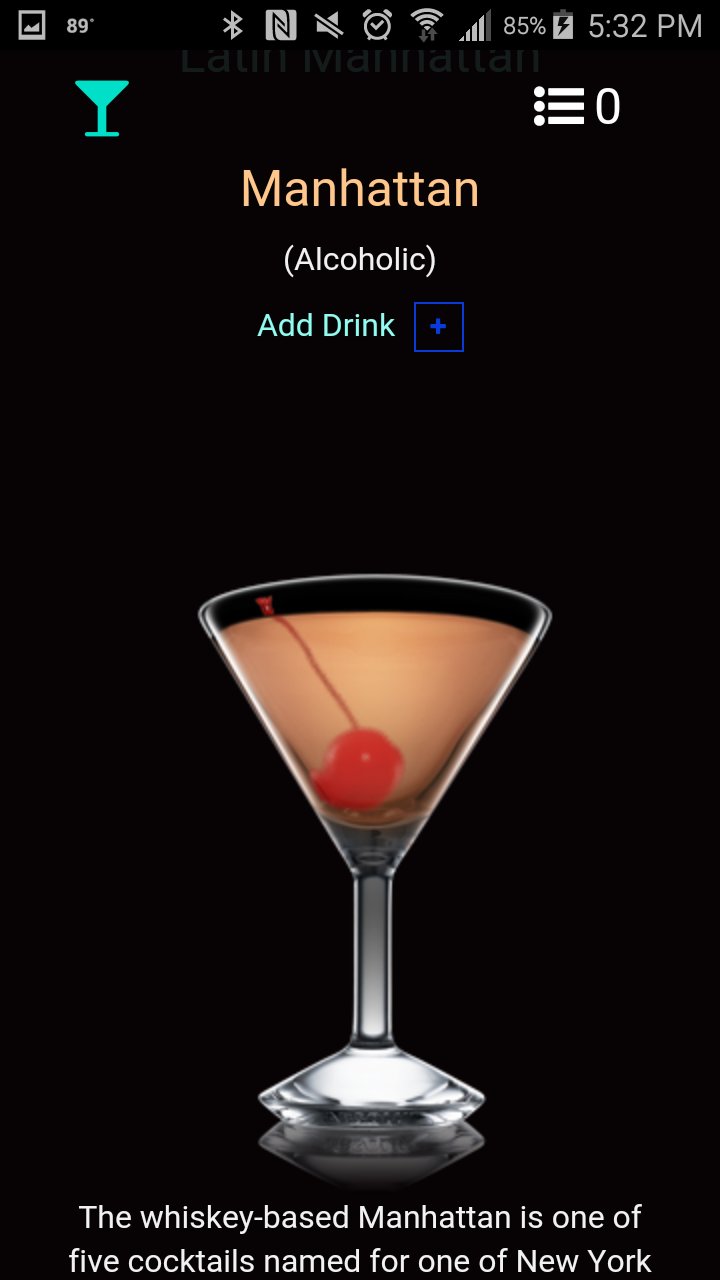 89°
85%
5:32 PM
Latin Manhattan
0
Manhattan
(Alcoholic)
Add Drink +
The whiskey-based Manhattan is one of
five cocktails named for one of New York